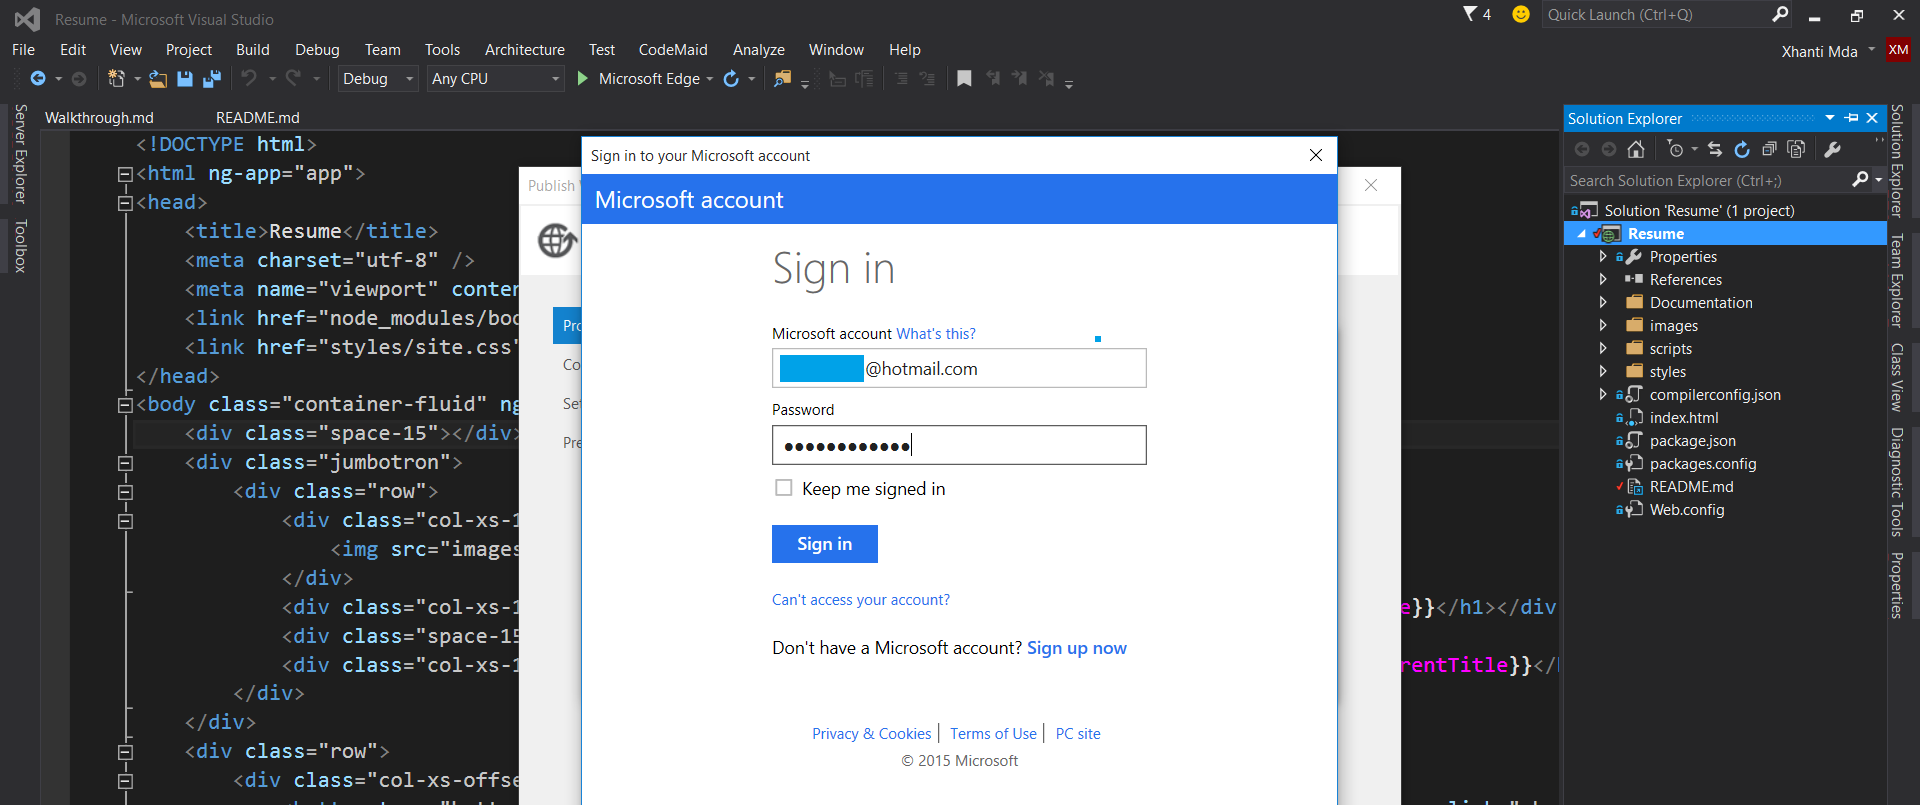 Resume - Microsoft Visual Studio
4
Quick Launch (Ctrl+Q)
File Edit View Project Build Debug Team Tools Architecture Test CodeMaid Analyze Window Help
Xhanti Mda XM
Debug Any CPU Microsoft Edge
Server Explorer
Toolbox
Walkthrough.md README.md
<!DOCTYPE html>
<html ng-app="app">
<head>
<title>Resume</title>
<meta charset="utf-8" />
<meta name="viewport" conten
<link href="node_modules/boo
<link href="styles/site.css"
</head>
<body class="container-fluid" ng
<div class="space-15"></div>
<div class="jumbotron">
<div class="row">
<div class="col-xs-1
<img src="images
</div>
<div class="col-xs-1
e}}</h1></div
<div class="space-15
<div class="col-xs-1
rentTitle}}</
</div>
</div>
<div class="row">
<div class="col-xs-offse
Publish
Pro
Co
Set
Pre
Sign in to your Microsoft account
Microsoft account
Sign in
Microsoft account What's this?
@hotmail.com
Password
●●●●●●●●●●●●
Keep me signed in
Sign in
Can't access your account?
Don't have a Microsoft account? Sign up now
Privacy & Cookies | Terms of Use | PC site
© 2015 Microsoft
Solution Explorer
Search Solution Explorer (Ctrl+;)
Solution 'Resume' (1 project)
Resume
Properties
References
Documentation
images
scripts
styles
compilerconfig.json
index.html
package.json
packages.config
README.md
Web.config
Solution Explorer
Team Explorer
Class View
Diagnostic Tools
Properties